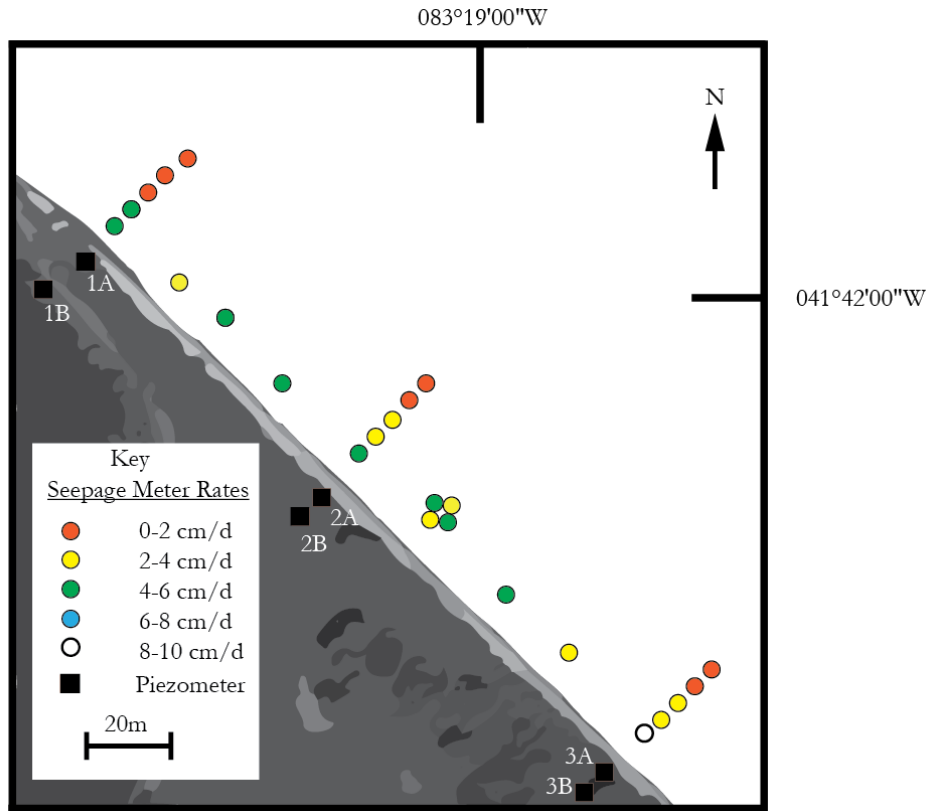 083°19'00"W
N
041°42'00"W
1A
1B
2A
2B
3A
3B
Key
Seepage Meter Rates
0-2 cm/d
2-4 cm/d
4-6 cm/d
6-8 cm/d
8-10 cm/d
Piezometer
20m